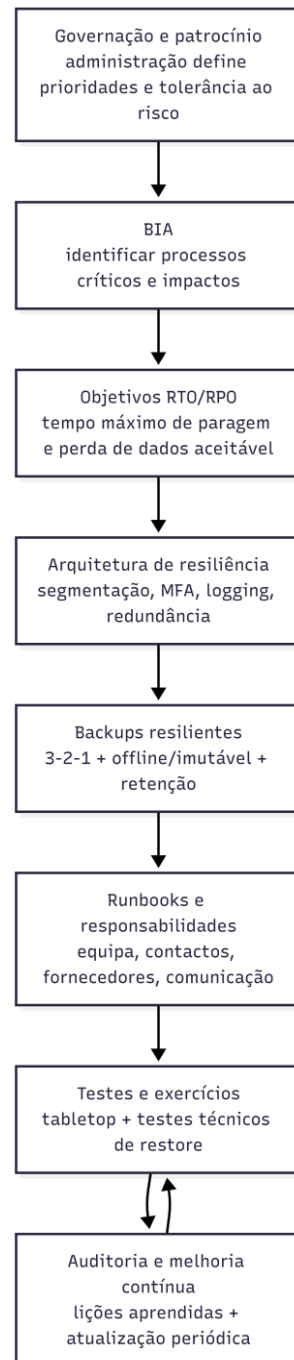 Governação e patrocínio
administração define
prioridades e tolerância ao
risco
BIA
identificar processos
críticos e impactos
Objetivos RTO/RPO
tempo máximo de paragem
e perda de dados aceitável
Arquitetura de resiliência
segmentação, MFA, logging,
redundância
Backups resilientes
3-2-1 + offline/imutável +
retenção
Runbooks e
responsabilidades
equipa, contactos,
fornecedores, comunicação
Testes e exercícios
tabletop + testes técnicos
de restore
Auditoria e melhoria
contínua
lições aprendidas +
atualização periódica